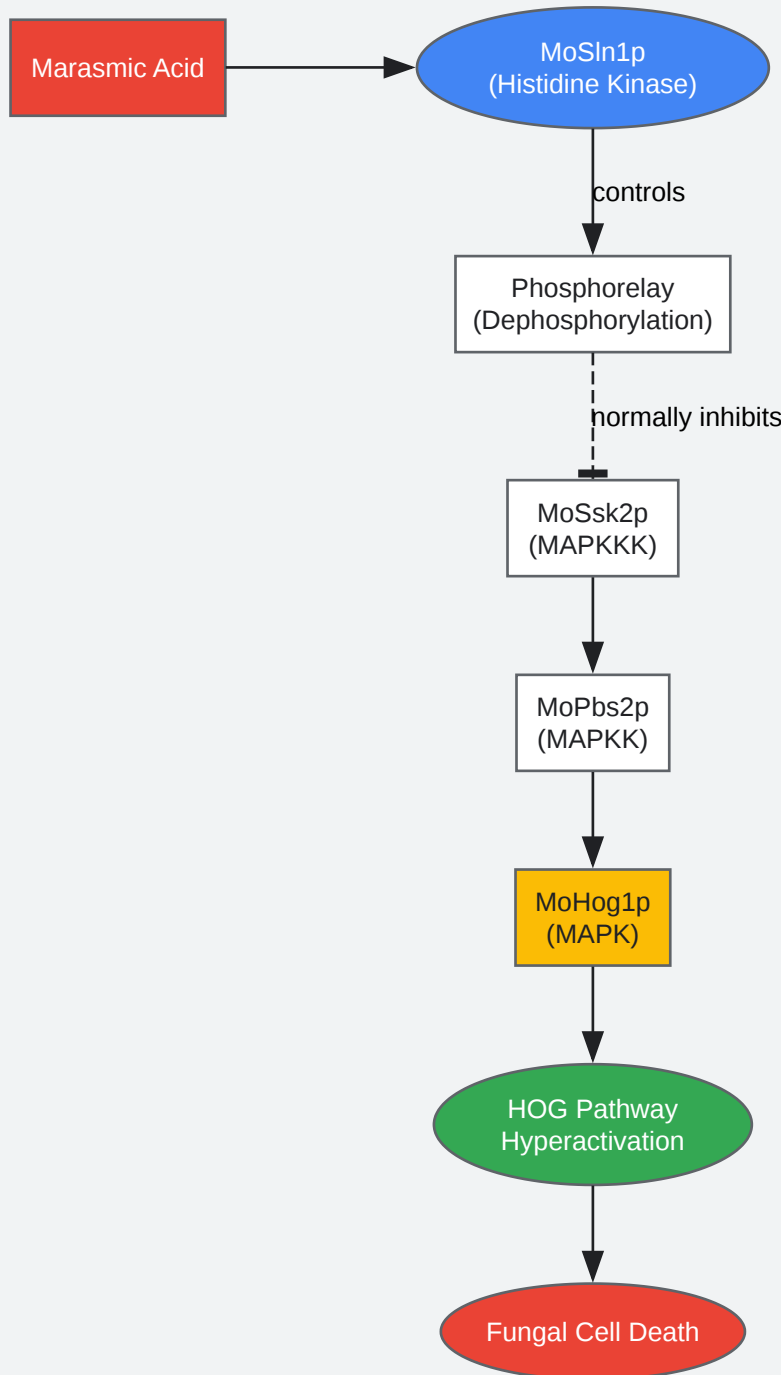 Marasmic Acid
MoSln1p
(Histidine Kinase)
controls
Phosphorelay
(Dephosphorylation)
normally inhibits
MoSsk2p
(MAPKKK)
MoPbs2p
(MAPKK)
MoHog1p
(MAPK)
HOG Pathway
Hyperactivation
Fungal Cell Death